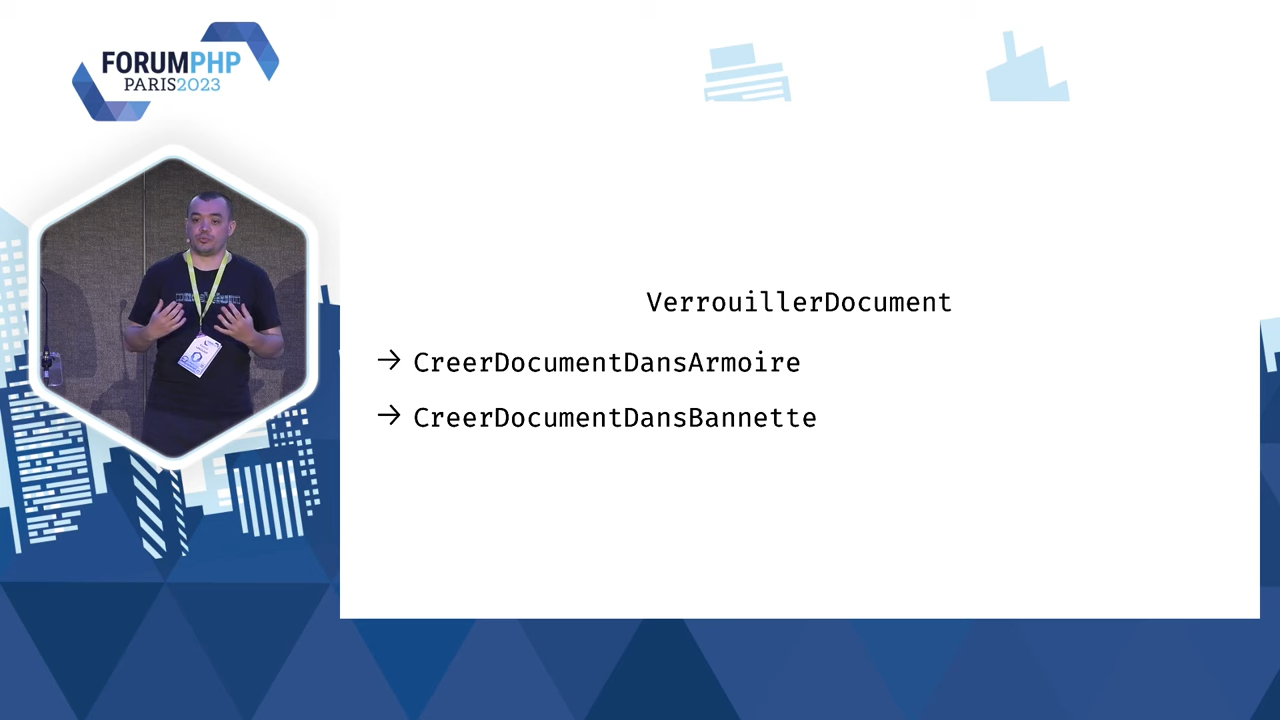 FORUMPHP
PARIS2023
VerrouillerDocument
→ CreerDocumentDansArmoire
→ CreerDocumentDansBannette